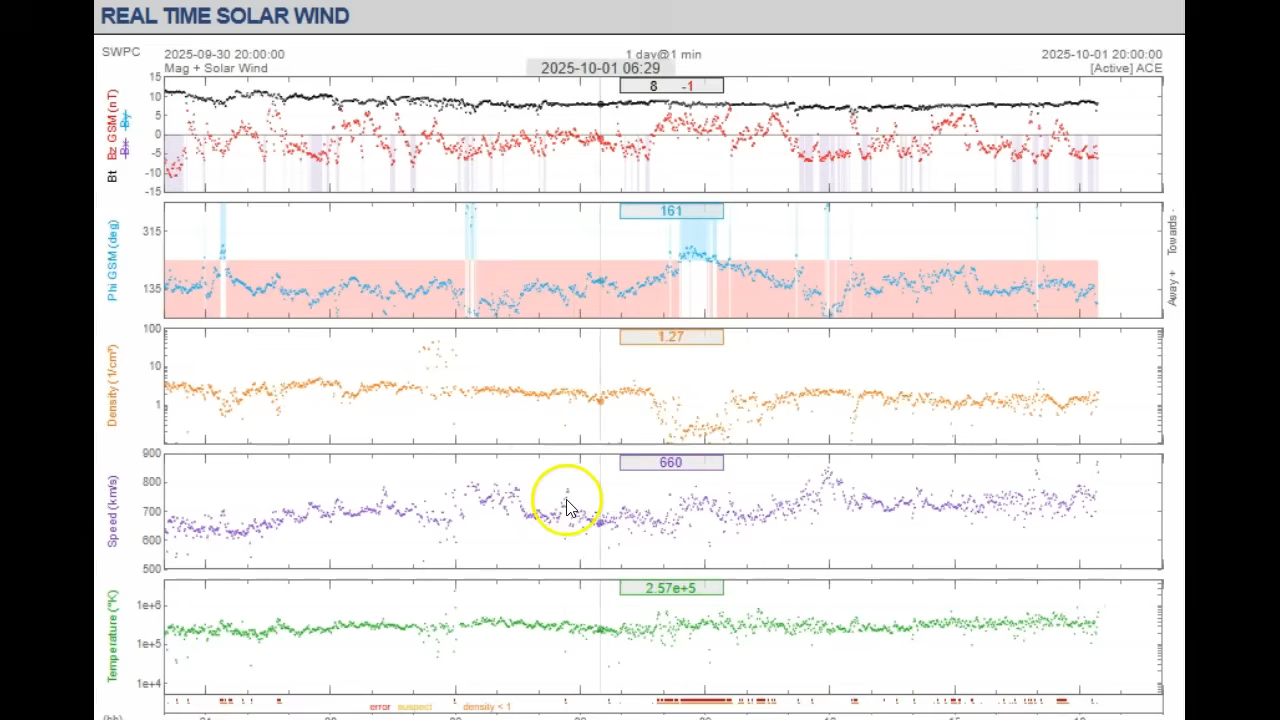 REAL TIME SOLAR WIND
SWPC
2025-09-30 20:00:00
1 day@1 min
2025-10-01 20:00:00
Mag + Solar Wind
2025-10-01 06:29
[Active] ACE
Bt Bz GSM (nT)
Bx By
15
10
5
0
-5
-10
-15
8 -1
Phi GSM (deg)
315
135
161
Away + Towards -
Density (1/cm³)
100
10
1
1.27
Speed (km/s)
900
800
700
600
500
660
Temperature (°K)
1e+6
1e+5
1e+4
2.57e+5
error suspect density < 1